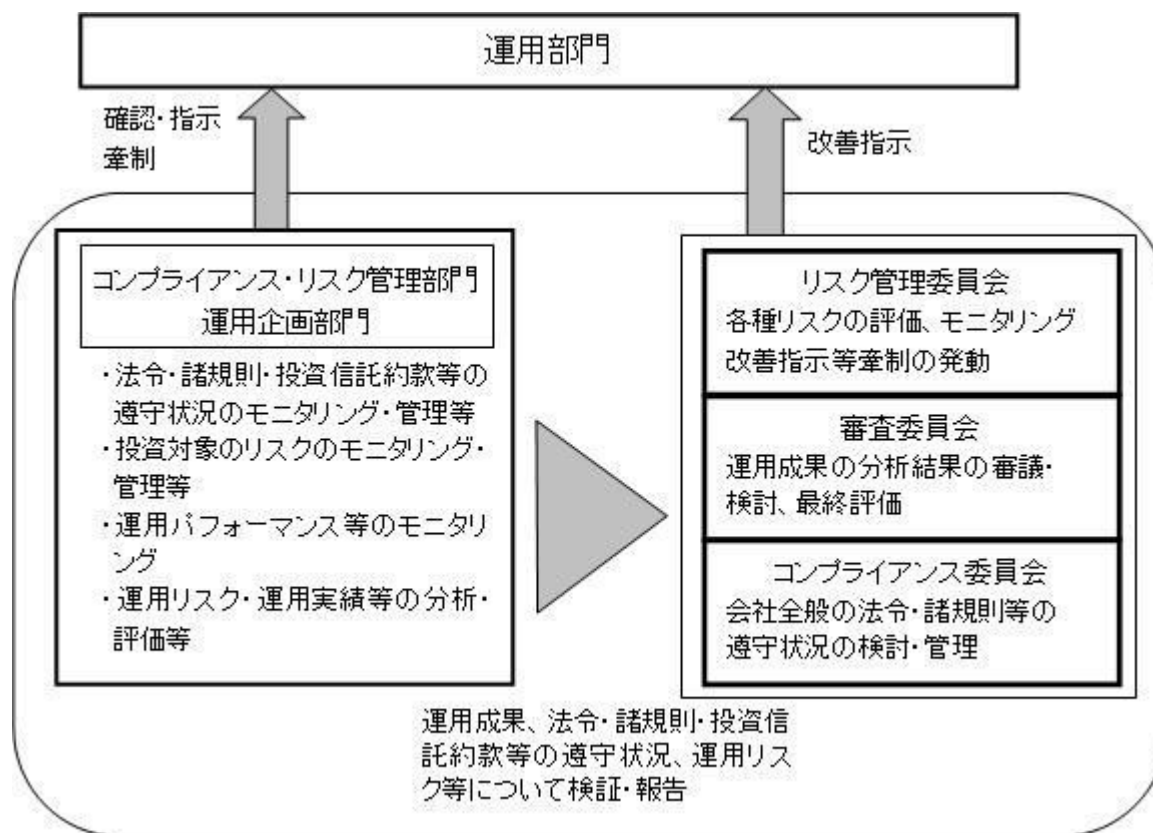 運用部門
確認・指示
牽制
改善指示
コンプライアンス・リスク管理部門
運用企画部門
・法令・諸規則・投資信託約款等の
遵守状況のモニタリング・管理等
・投資対象のリスクのモニタリング・
管理等
・運用パフォーマンス等のモニタリ
ング
・運用リスク・運用実績等の分析・
評価等
リスク管理委員会
各種リスクの評価、モニタリング
改善指示等牽制の発動
審査委員会
運用成果の分析結果の審議・
検討、最終評価
コンプライアンス委員会
会社全般の法令・諸規則等の
遵守状況の検討・管理
運用成果、法令・諸規則・投資信
託約款等の遵守状況、運用リス
ク等について検証・報告